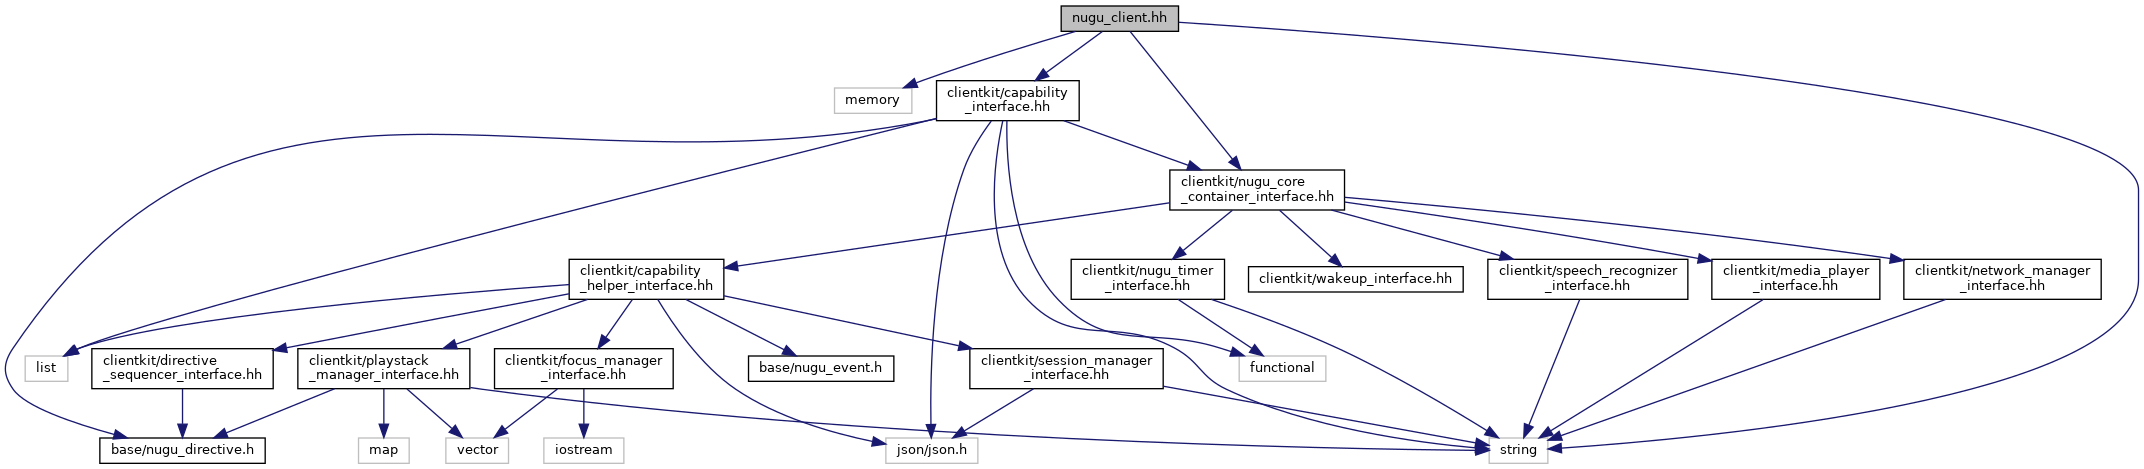 nugu_client.hh
memory
clientkit/capability
_interface.hh
clientkit/nugu_core
_container_interface.hh
clientkit/capability
_helper_interface.hh
clientkit/nugu_timer
_interface.hh
clientkit/wakeup_interface.hh
clientkit/speech_recognizer
_interface.hh
clientkit/media_player
_interface.hh
clientkit/network_manager
_interface.hh
list
clientkit/directive
_sequencer_interface.hh
clientkit/playstack
_manager_interface.hh
clientkit/focus_manager
_interface.hh
base/nugu_event.h
clientkit/session_manager
_interface.hh
functional
base/nugu_directive.h
map
vector
iostream
json/json.h
string